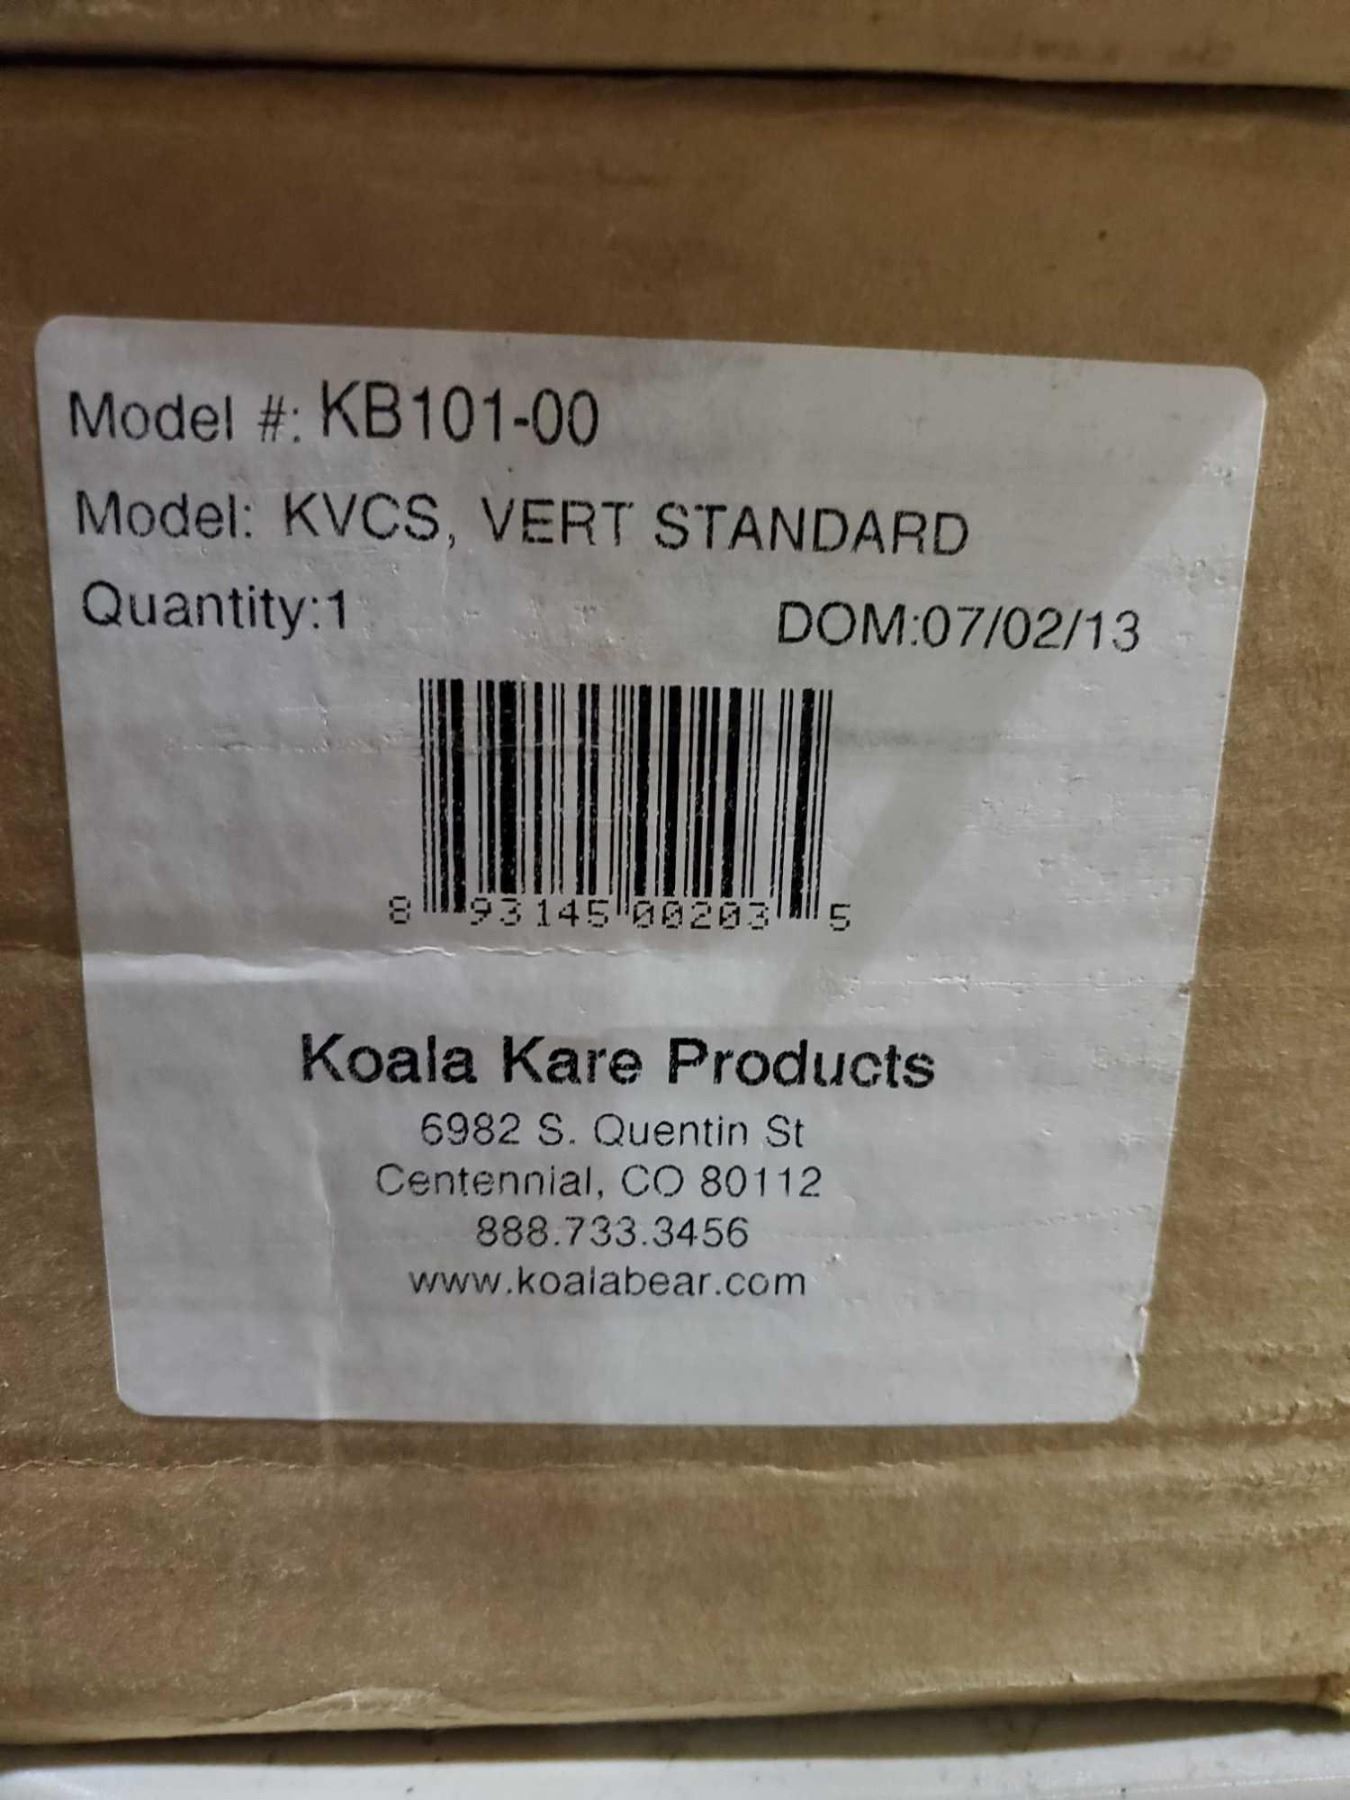 Model #: KB101-00
Model: KVCS, VERT STANDARD
Quantity:1 DOM:07/02/13
8 93145 00203 5
Koala Kare Products
6982 S. Quentin St
Centennial, CO 80112
888.733.3456
www.koalabear.com